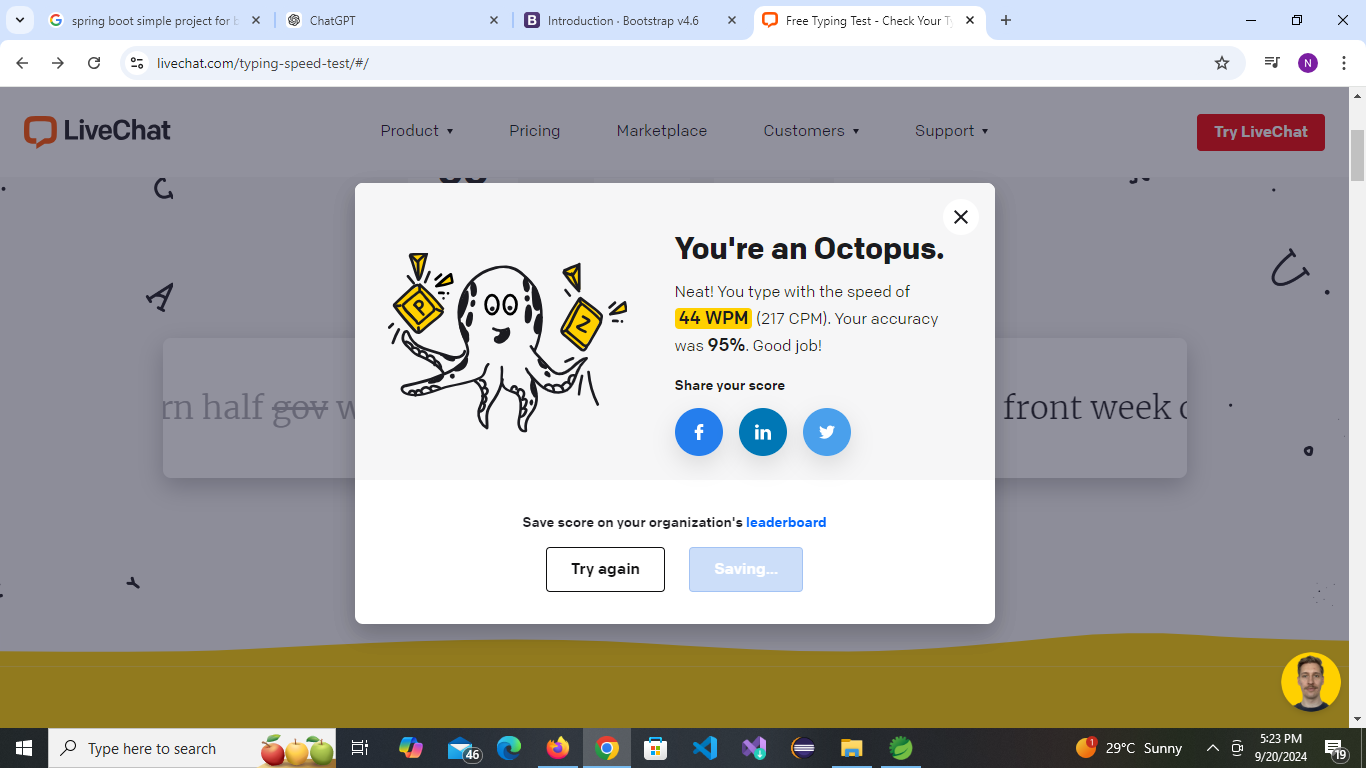 spring boot simple project for b
ChatGPT
Introduction · Bootstrap v4.6
Free Typing Test - Check Your Ty
livechat.com/typing-speed-test/#/
N
LiveChat
Product
Pricing
Marketplace
Customers
Support
Try LiveChat
You're an Octopus.
Neat! You type with the speed of
44 WPM (217 CPM). Your accuracy
was 95%. Good job!
P
Z
A
rn half gov w
front week
Share your score
f
in
Save score on your organization's leaderboard
Try again
Saving...
Type here to search
46
1
29°C Sunny
5:23 PM
9/20/2024
19